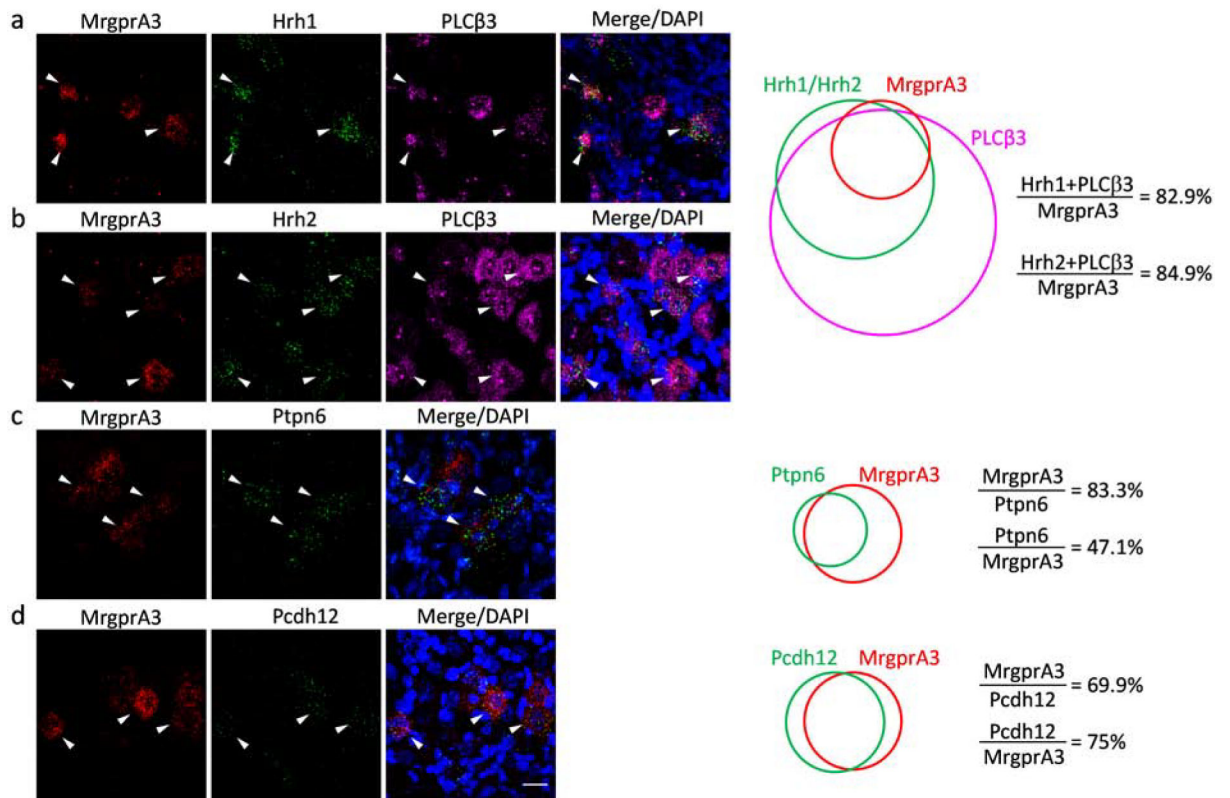 a
MrgprA3 Hrh1 PLCβ3 Merge/DAPI
Hrh1/Hrh2 MrgprA3
PLCβ3
Hrh1+PLCβ3
MrgprA3
= 82.9%
Hrh2+PLCβ3
MrgprA3
= 84.9%
b
MrgprA3 Hrh2 PLCβ3 Merge/DAPI
c
MrgprA3 Ptpn6 Merge/DAPI
Ptpn6 MrgprA3
MrgprA3
Ptpn6
= 83.3%
Ptpn6
MrgprA3
= 47.1%
d
MrgprA3 Pcdh12 Merge/DAPI
Pcdh12 MrgprA3
MrgprA3
Pcdh12
= 69.9%
Pcdh12
MrgprA3
= 75%